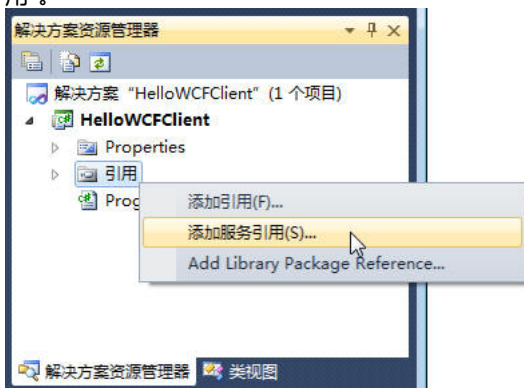 用。
解决方案资源管理器
解决方案 “HelloWCFClient” (1 个项目)
HelloWCFClient
Properties
引用
Prog
添加引用(F)...
添加服务引用(S)...
Add Library Package Reference...
解决方案资源管理器 类视图